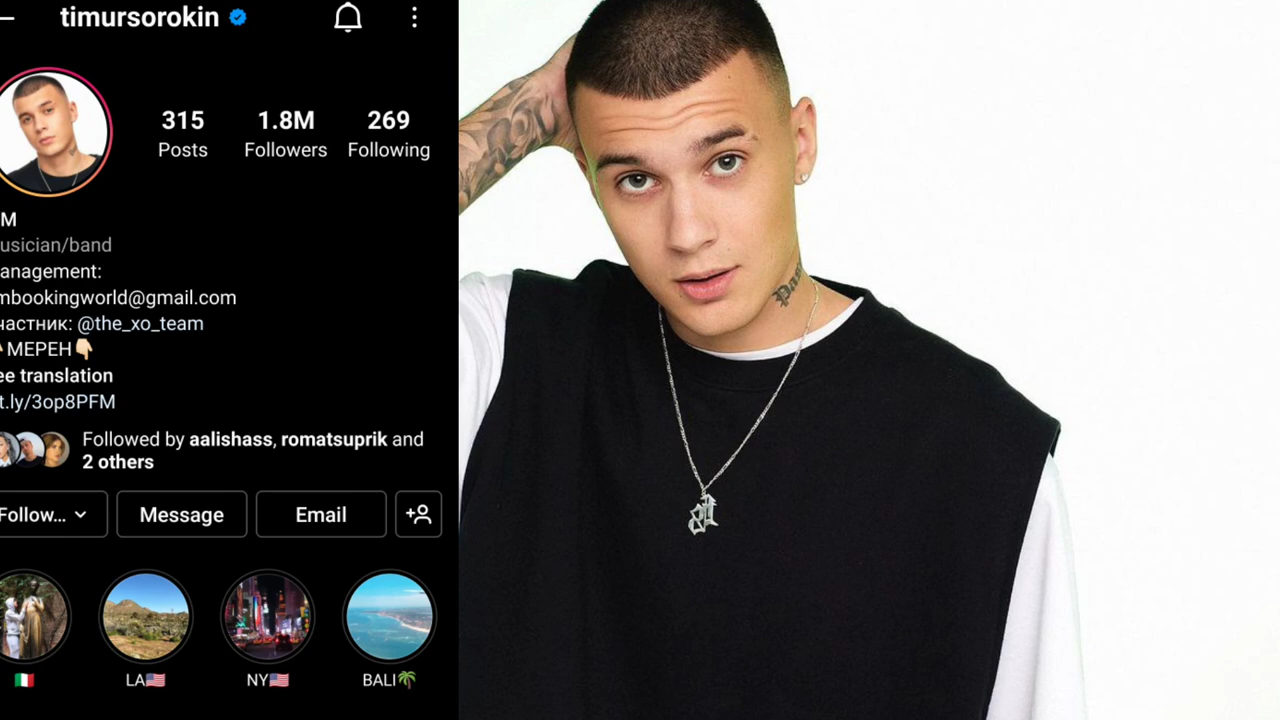 timursorokin
315
1.8M
269
Posts
Followers
Following
M
usician/band
anagement:
mbookingworld@gmail.com
частник: @the_xo_team
МЕРЕН👇🏻
ee translation
t.ly/3op8PFM
Followed by aalishass, romatsuprik and
2 others
Follow...
Message
Email
🇮🇹
LA🇺🇸
NY🇺🇸
BALI🌴